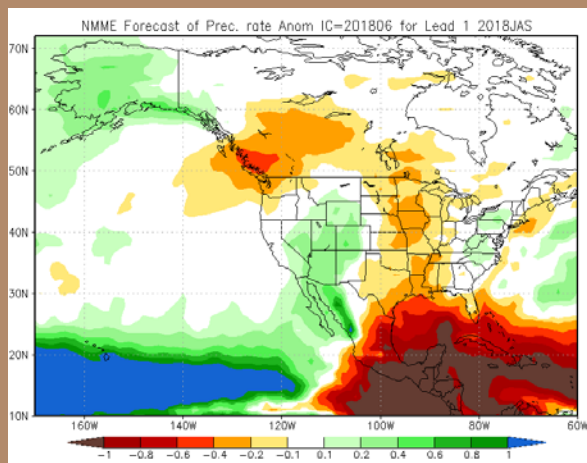 NMME Forecast of Prec. rate Anom IC=201806 for Lead 1 2018JAS
70N
60N
50N
40N
30N
20N
10N
160W 140W 120W 100W 80W 60W
-1 -0.8 -0.6 -0.4 -0.2 -0.1 0.1 0.2 0.4 0.6 0.8 1